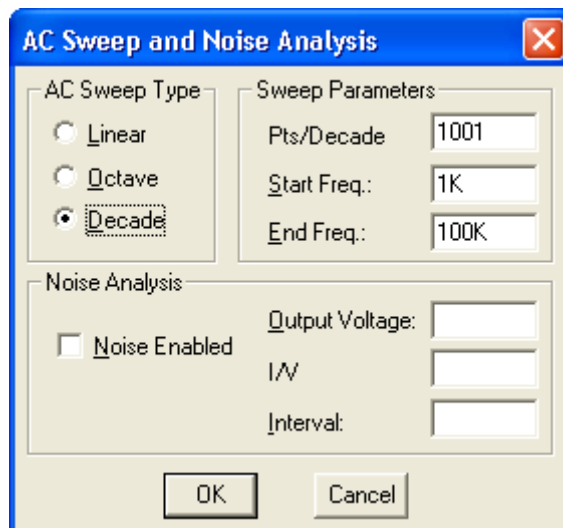 AC Sweep and Noise Analysis
AC Sweep Type
Linear
Octave
Decade
Sweep Parameters
Pts/Decade 1001
Start Freq.: 1K
End Freq.: 100K
Noise Analysis
Noise Enabled
Output Voltage:
I/V
Interval:
OK Cancel